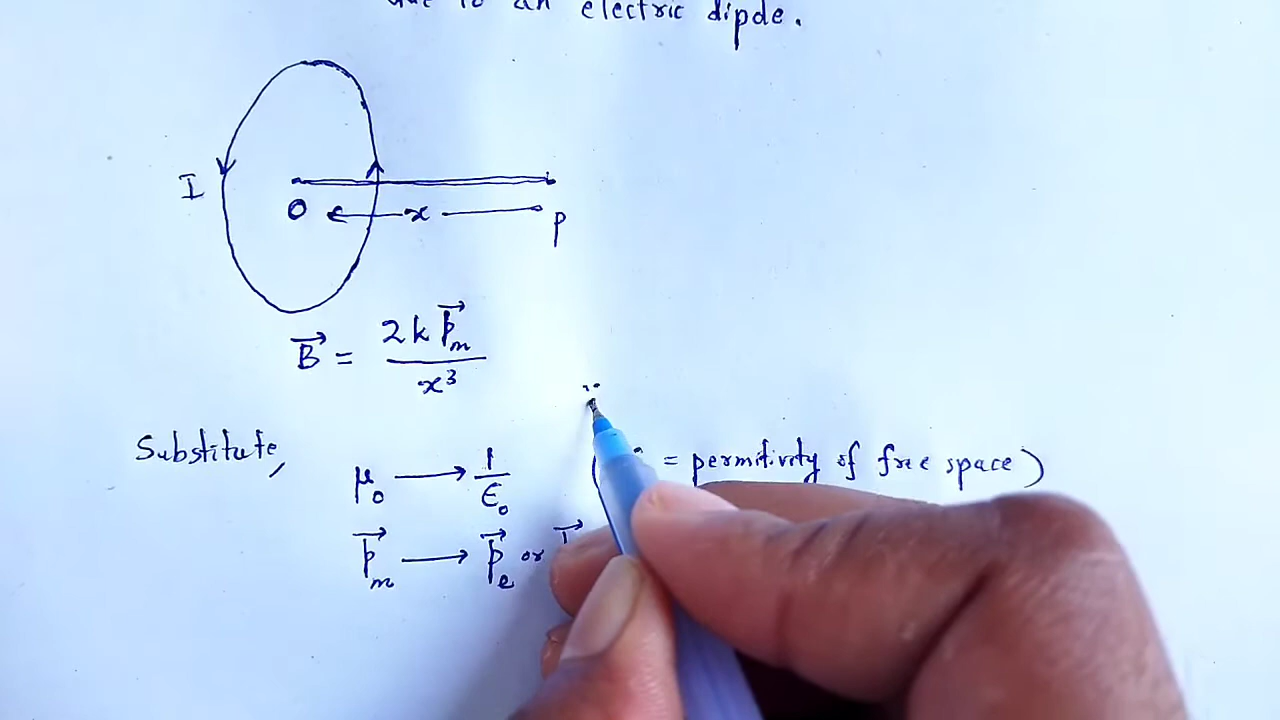 due to an electric dipole.
I
O
x
P
B⃗ = 2k p⃗m / x³
Substitute,
μ₀ → 1/ϵ₀
= permitivity of free space)
p⃗m → p⃗e or